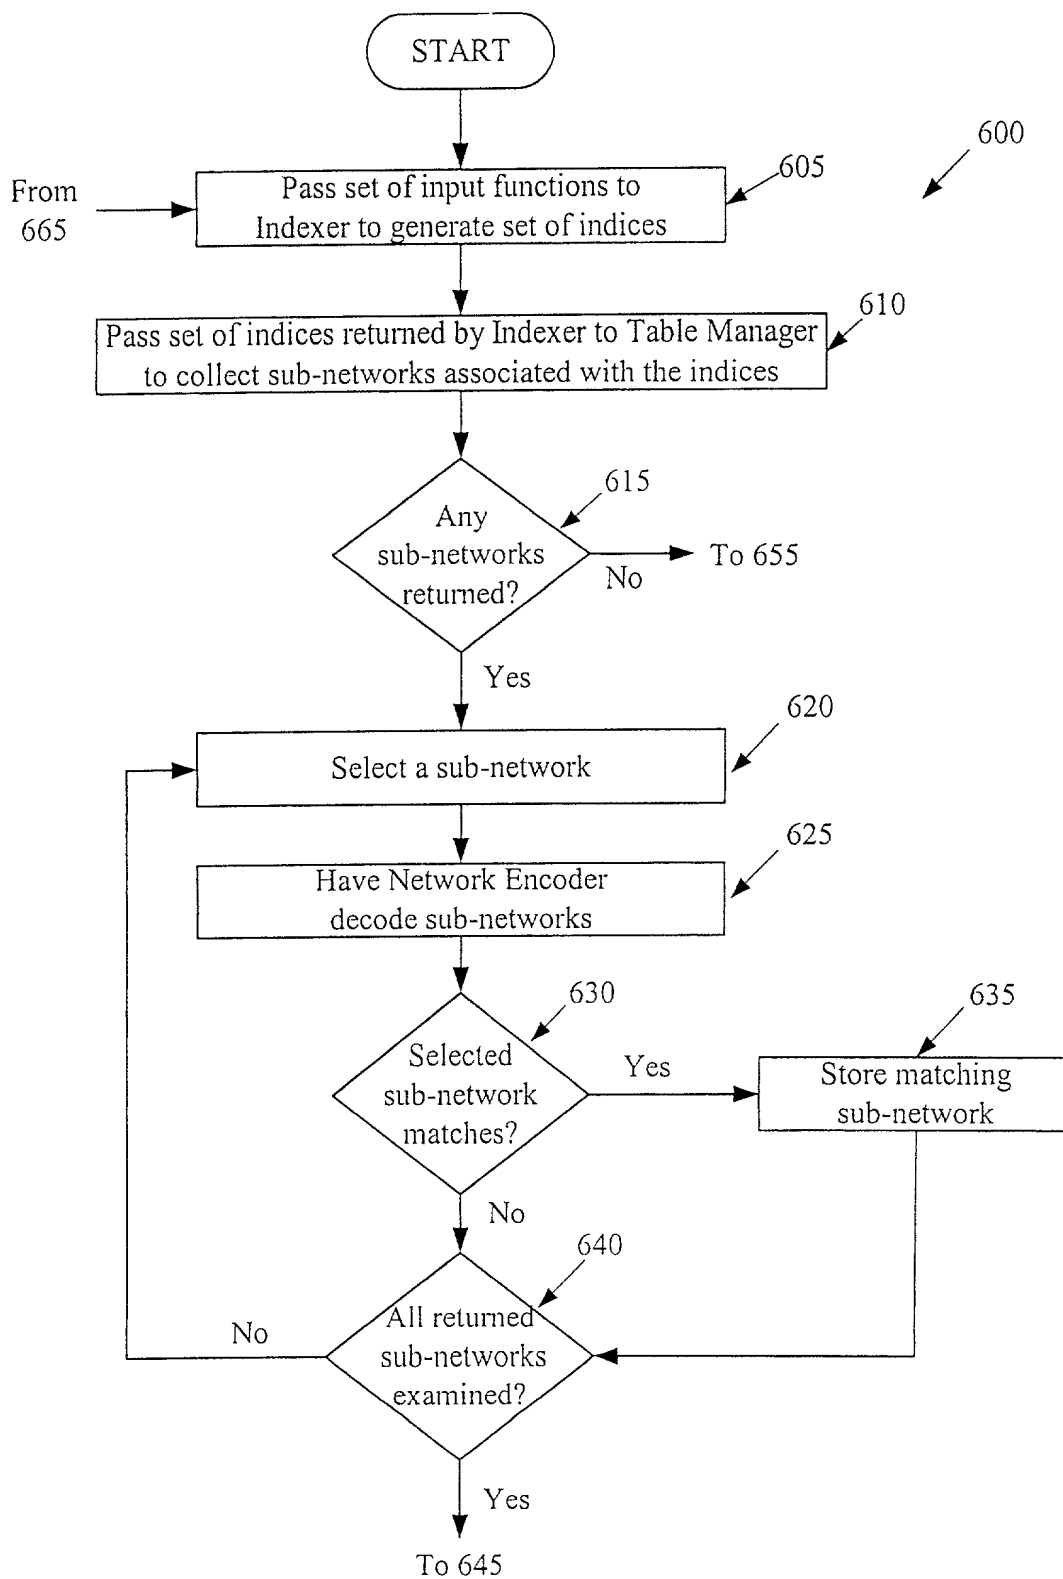 START
600
605
From
665
Pass set of input functions to
Indexer to generate set of indices
610
Pass set of indices returned by Indexer to Table Manager
to collect sub-networks associated with the indices
615
Any
sub-networks
returned?
No
To 655
Yes
620
Select a sub-network
625
Have Network Encoder
decode sub-networks
630
635
Selected
sub-network
matches?
Yes
Store matching
sub-network
No
640
All returned
sub-networks
examined?
No
Yes
To 645